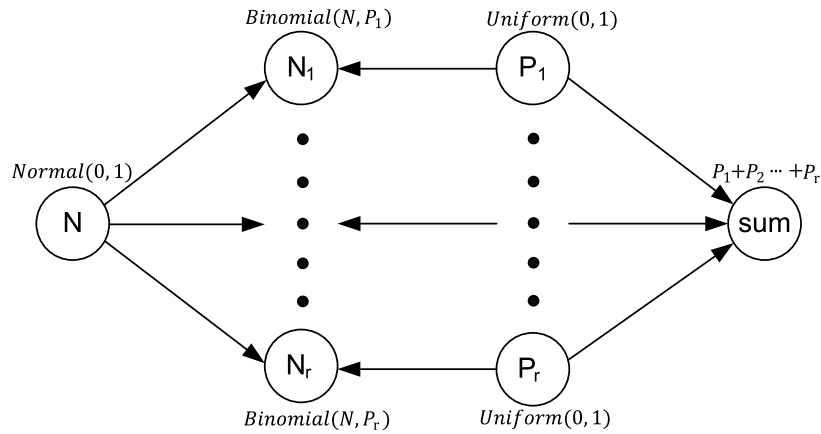 Binomial(N, P₁)
Uniform(0, 1)
N₁
P₁
Normal(0, 1)
P₁+P₂ ⋯ +Pᵣ
N
sum
Nᵣ
Pᵣ
Binomial(N, Pᵣ)
Uniform(0, 1)